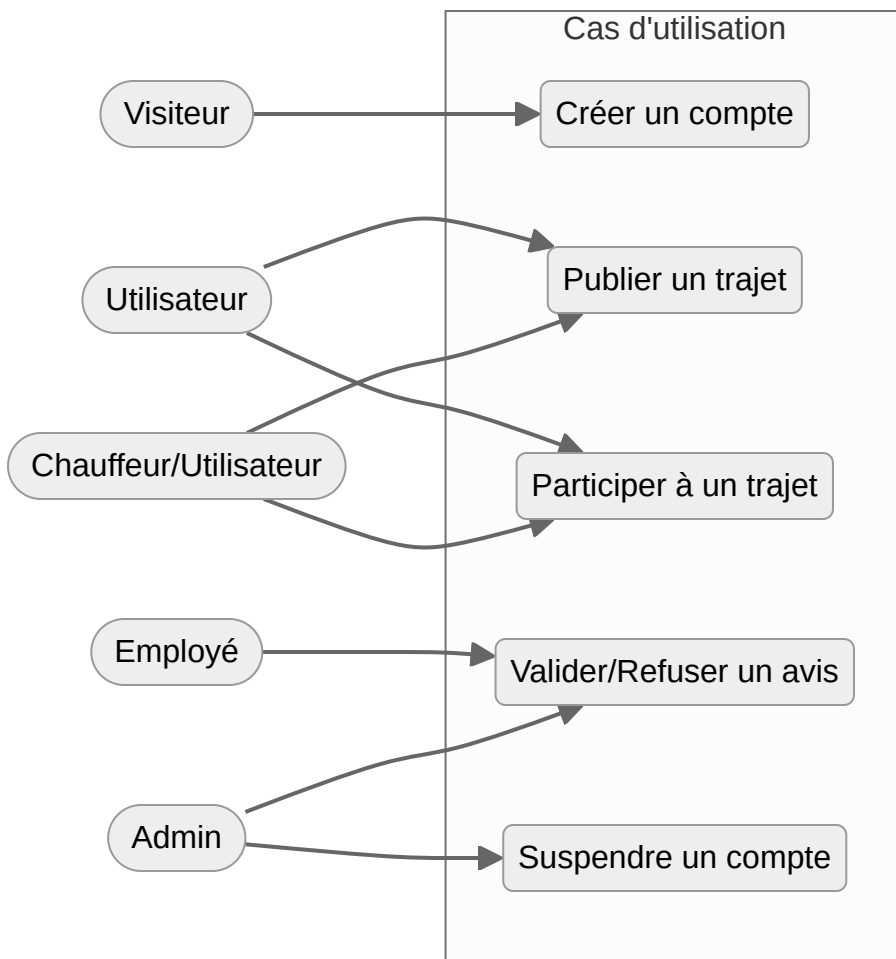 Cas d'utilisation
Visiteur
Créer un compte
Utilisateur
Publier un trajet
Chauffeur/Utilisateur
Participer à un trajet
Employé
Valider/Refuser un avis
Admin
Suspendre un compte